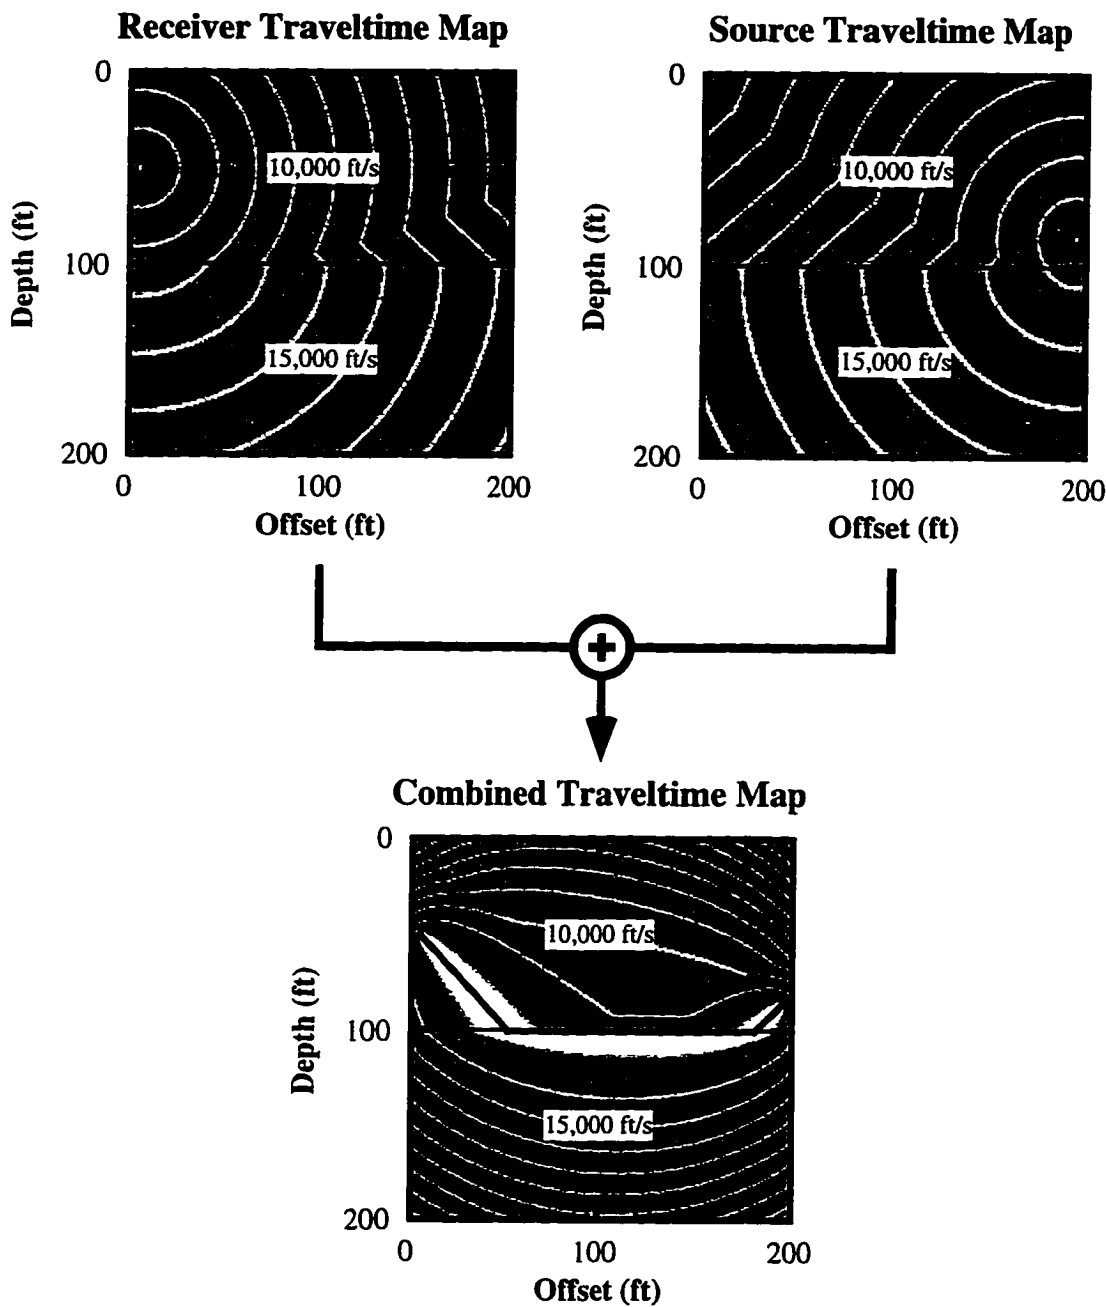 Receiver Traveltime Map
Source Traveltime Map
0
10,000 ft/s
100
15,000 ft/s
200
0
100
200
Depth (ft)
Offset (ft)
0
10,000 ft/s
100
15,000 ft/s
200
0
100
200
Depth (ft)
Offset (ft)
+
Combined Traveltime Map
0
10,000 ft/s
100
15,000 ft/s
200
0
100
200
Depth (ft)
Offset (ft)